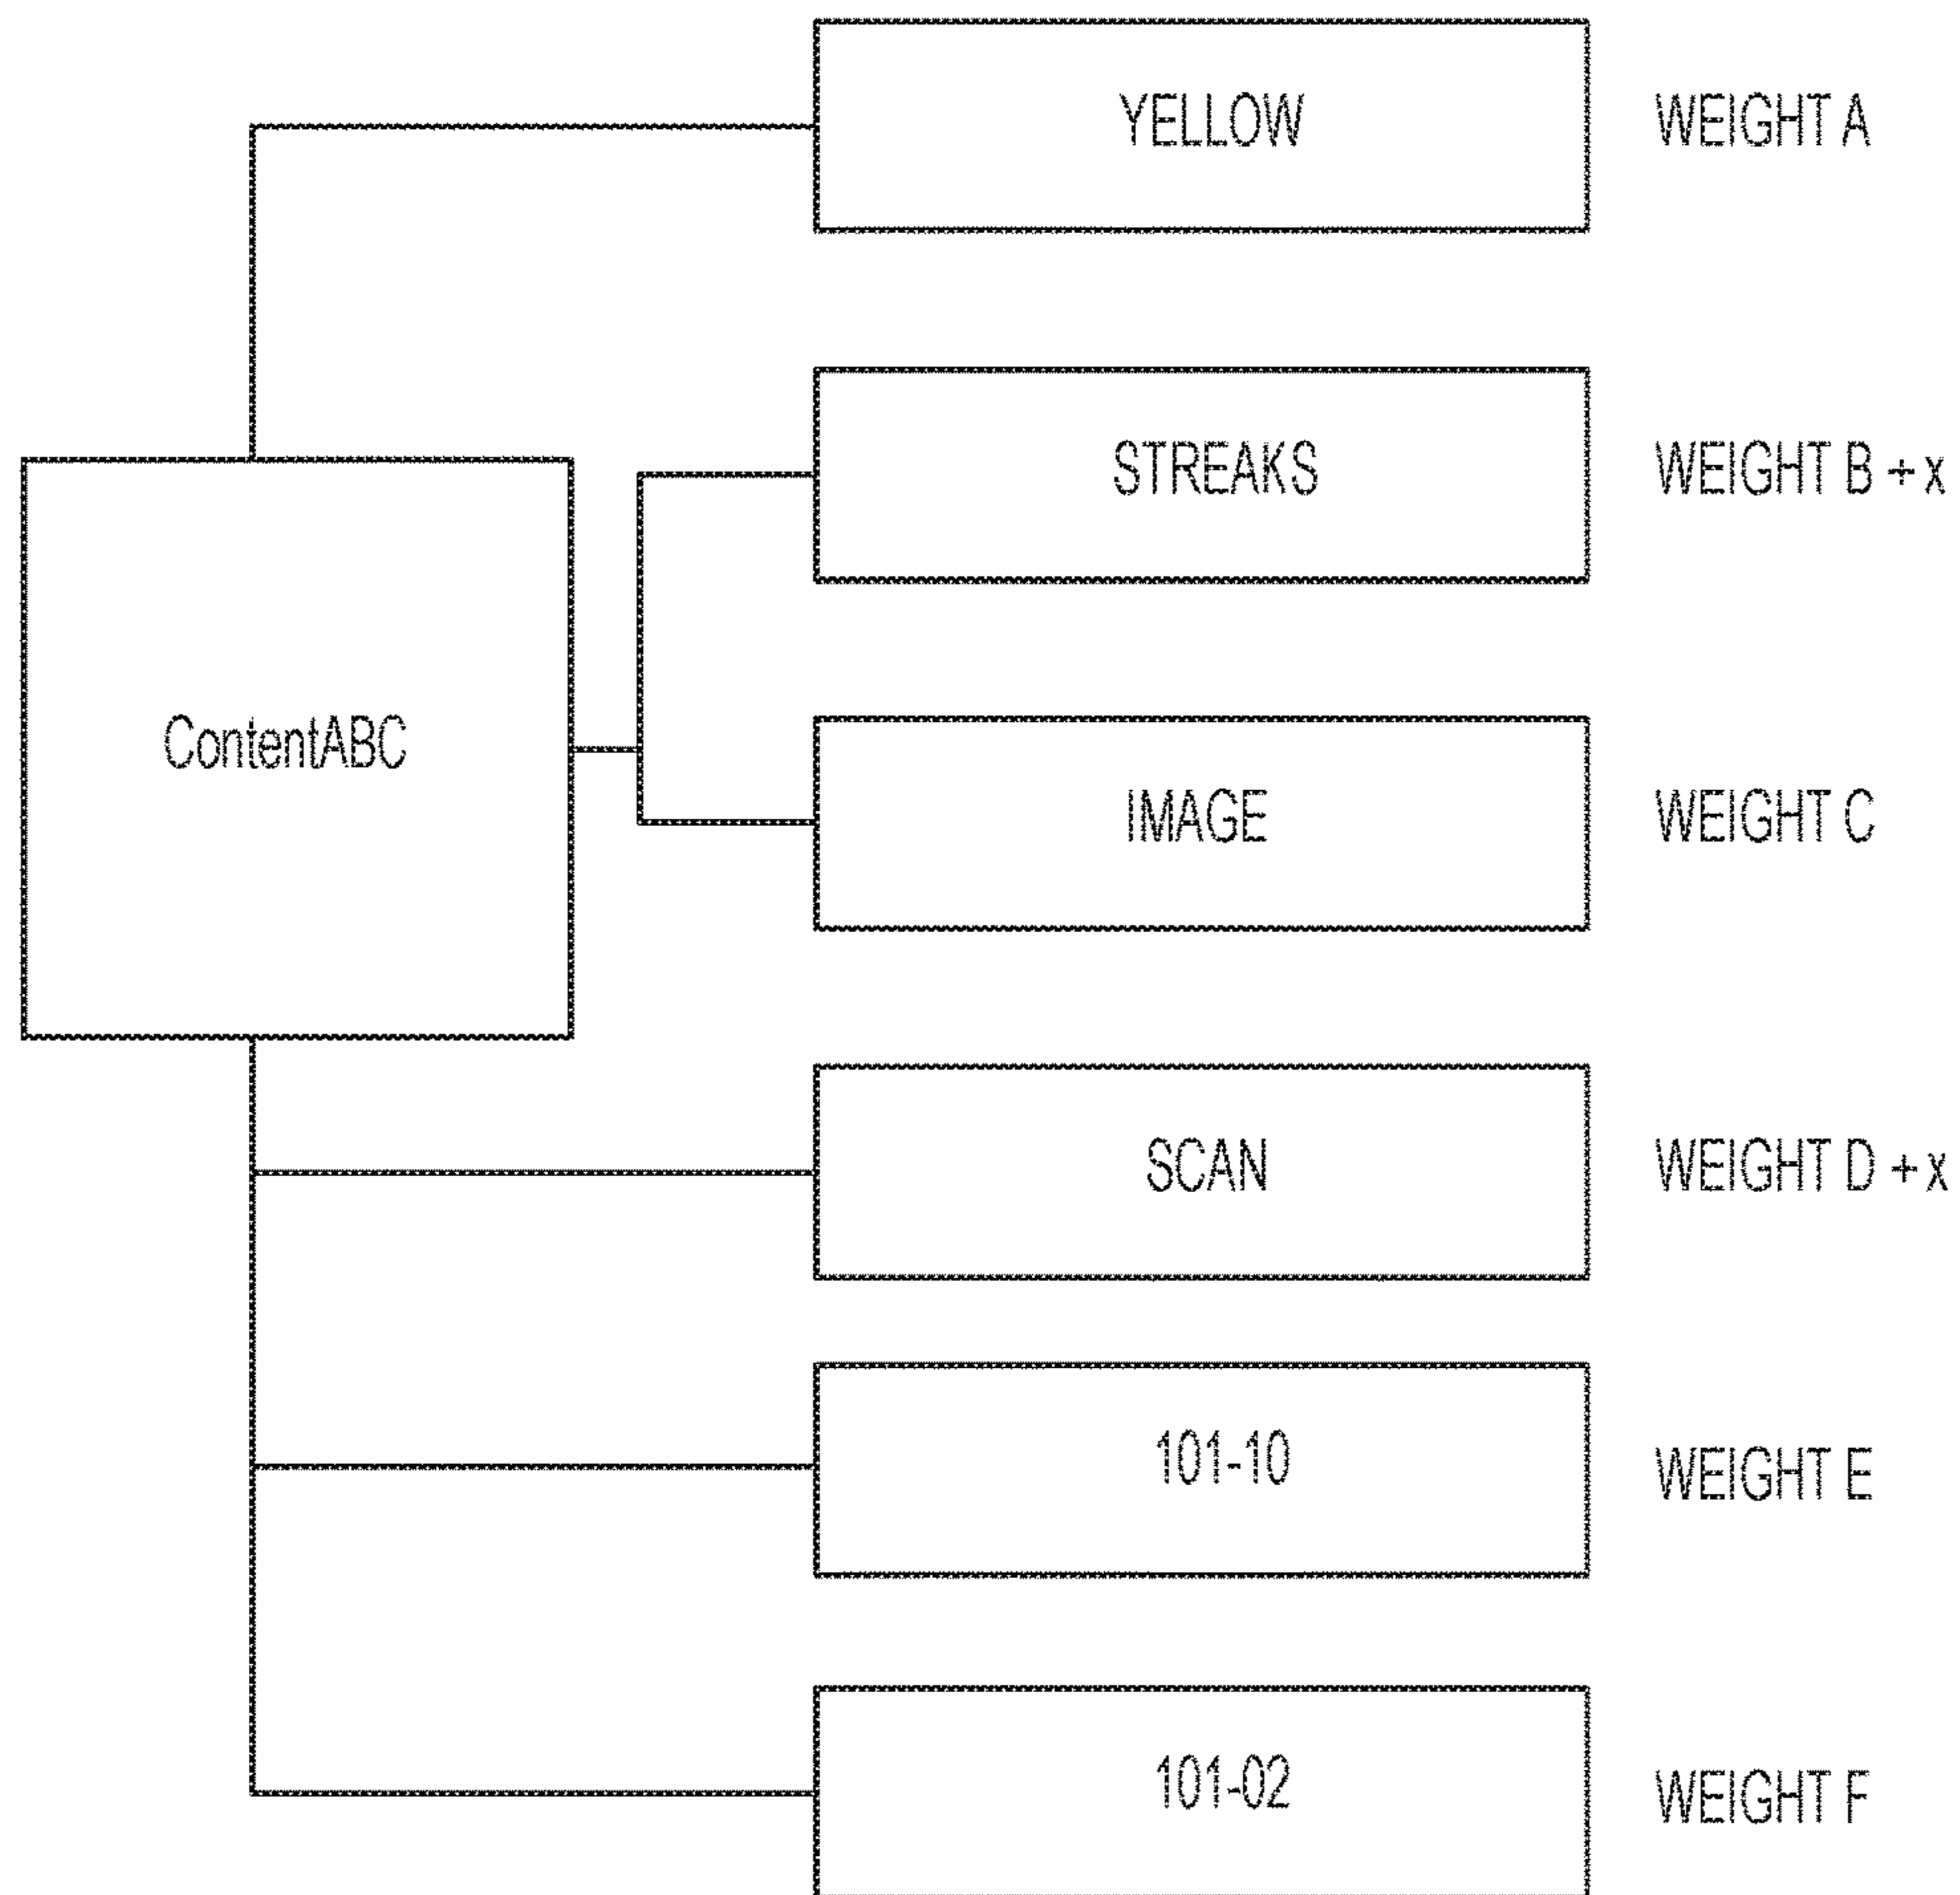 YELLOW WEIGHT A
STREAKS WEIGHT B + x
ContentABC
IMAGE WEIGHT C
SCAN WEIGHT D + x
101-10 WEIGHT E
101-02 WEIGHT F